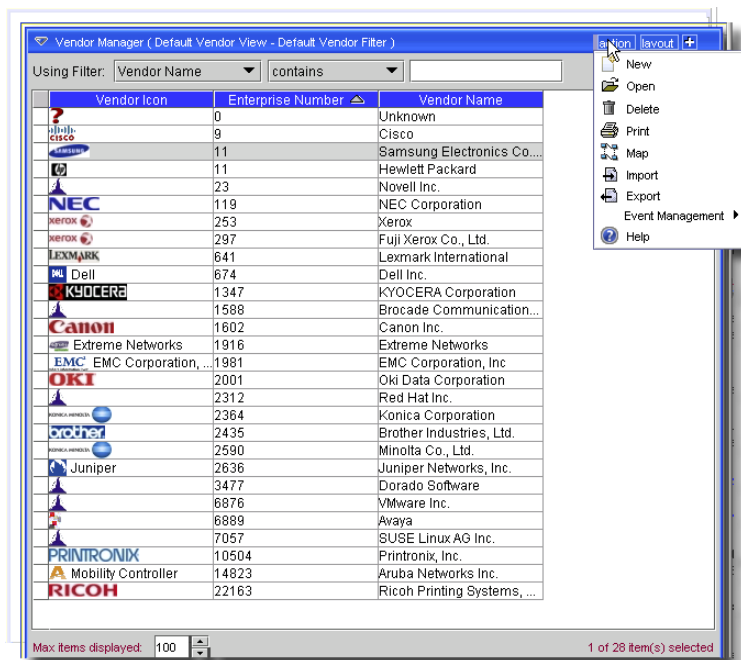 Vendor Manager ( Default Vendor View - Default Vendor Filter )
action layout
Using Filter: Vendor Name contains
New
Open
Delete
Print
Map
Import
Export
Event Management
Help
Vendor Icon Enterprise Number Vendor Name
? 0 Unknown
cisco 9 Cisco
SAMSUNG 11 Samsung Electronics Co....
hp 11 Hewlett Packard
23 Novell Inc.
NEC 119 NEC Corporation
xerox 253 Xerox
xerox 297 Fuji Xerox Co., Ltd.
LEXMARK 641 Lexmark International
DELL Dell 674 Dell Inc.
KYOCERA 1347 KYOCERA Corporation
1588 Brocade Communication...
Canon 1602 Canon Inc.
Extreme Networks 1916 Extreme Networks
EMC² EMC Corporation, ... 1981 EMC Corporation, Inc
OKI 2001 Oki Data Corporation
2312 Red Hat Inc.
KONICA MINOLTA 2364 Konica Corporation
brother 2435 Brother Industries, Ltd.
KONICA MINOLTA 2590 Minolta Co., Ltd.
Juniper 2636 Juniper Networks, Inc.
3477 Dorado Software
6876 VMware Inc.
6889 Avaya
7057 SUSE Linux AG Inc.
PRINTRONIX 10504 Printronix, Inc.
Mobility Controller 14823 Aruba Networks Inc.
RICOH 22163 Ricoh Printing Systems, ...
Max items displayed: 100
1 of 28 item(s) selected